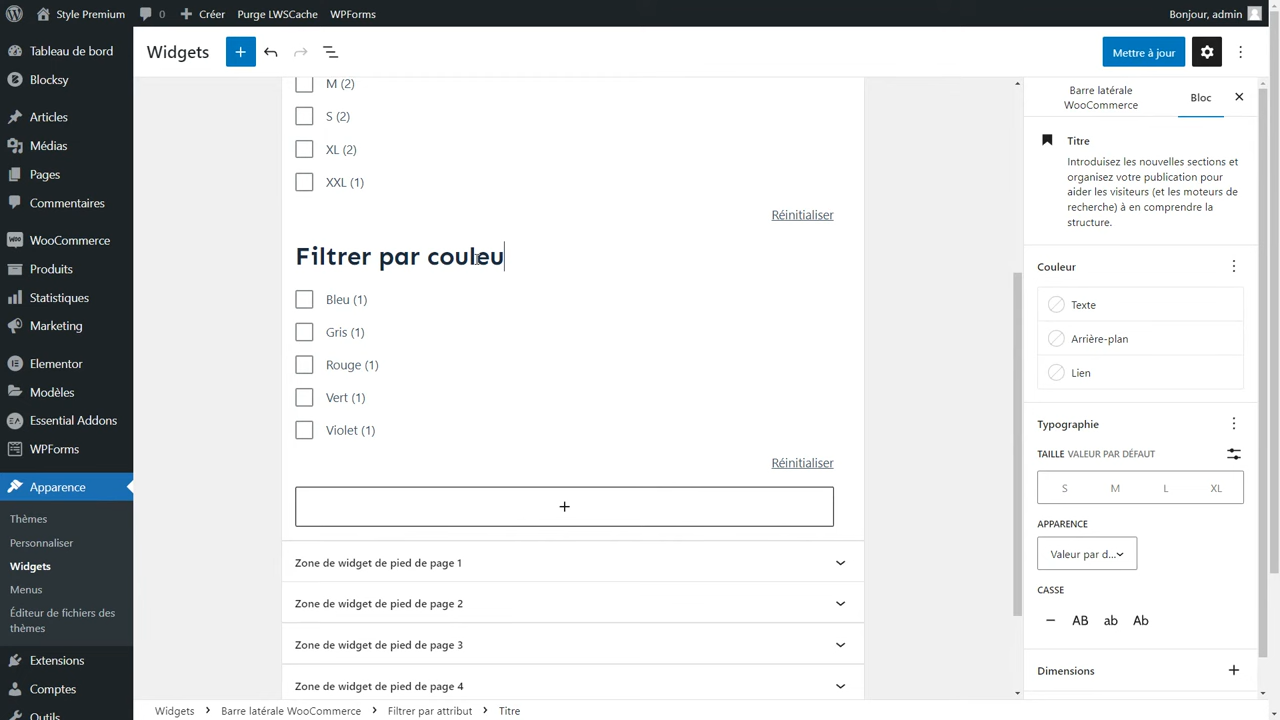 Style Premium
0
Créer
Purge LWSCache
WPForms
Bonjour, admin
Tableau de bord
Blocksy
Articles
Médias
Pages
Commentaires
WooCommerce
Produits
Statistiques
Marketing
Elementor
Modèles
Essential Addons
WPForms
Apparence
Thèmes
Personnaliser
Widgets
Menus
Éditeur de fichiers des
thèmes
Extensions
Comptes
Outils
Widgets
Mettre à jour
M (2)
S (2)
XL (2)
XXL (1)
Réinitialiser
Filtrer par couleu
Bleu (1)
Gris (1)
Rouge (1)
Vert (1)
Violet (1)
Réinitialiser
Zone de widget de pied de page 1
Zone de widget de pied de page 2
Zone de widget de pied de page 3
Zone de widget de pied de page 4
Barre latérale
WooCommerce
Bloc
Titre
Introduisez les nouvelles sections et
organisez votre publication pour
aider les visiteurs (et les moteurs de
recherche) à en comprendre la
structure.
Couleur
Texte
Arrière-plan
Lien
Typographie
TAILLE VALEUR PAR DÉFAUT
S M L XL
APPARENCE
Valeur par d...
CASSE
– AB ab Ab
Dimensions
Widgets > Barre latérale WooCommerce > Filtrer par attribut > Titre